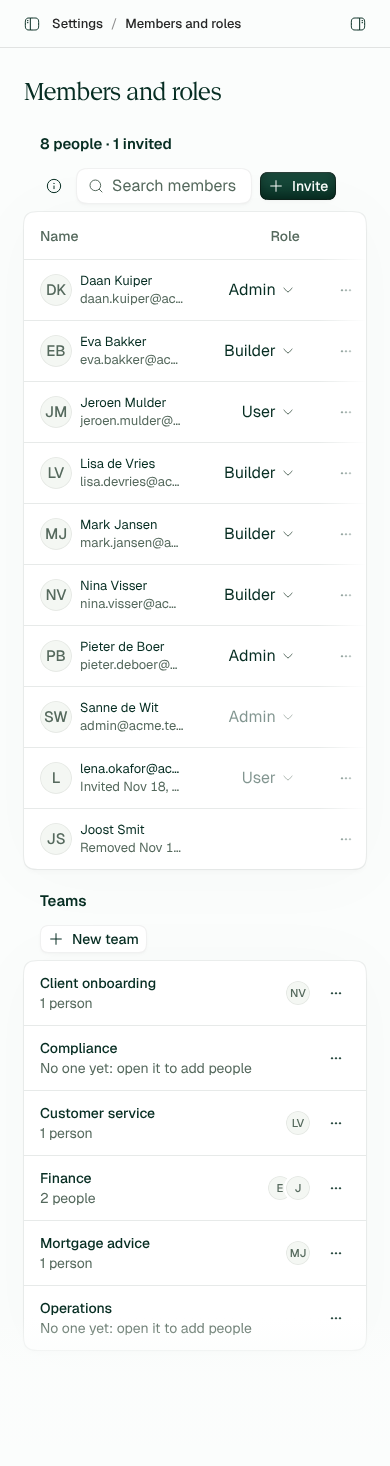 Settings / Members and roles
Members and roles
8 people · 1 invited
Search members
Invite
Name Role
DK Daan Kuiper Admin
daan.kuiper@ac...
EB Eva Bakker Builder
eva.bakker@ac...
JM Jeroen Mulder User
jeroen.mulder@...
LV Lisa de Vries Builder
lisa.devries@ac...
MJ Mark Jansen Builder
mark.jansen@a...
NV Nina Visser Builder
nina.visser@ac...
PB Pieter de Boer Admin
pieter.deboer@...
SW Sanne de Wit Admin
admin@acme.te...
L lena.okafor@ac... User
Invited Nov 18, ...
JS Joost Smit
Removed Nov 1...
Teams
New team
Client onboarding NV
1 person
Compliance
No one yet: open it to add people
Customer service LV
1 person
Finance E J
2 people
Mortgage advice MJ
1 person
Operations
No one yet: open it to add people